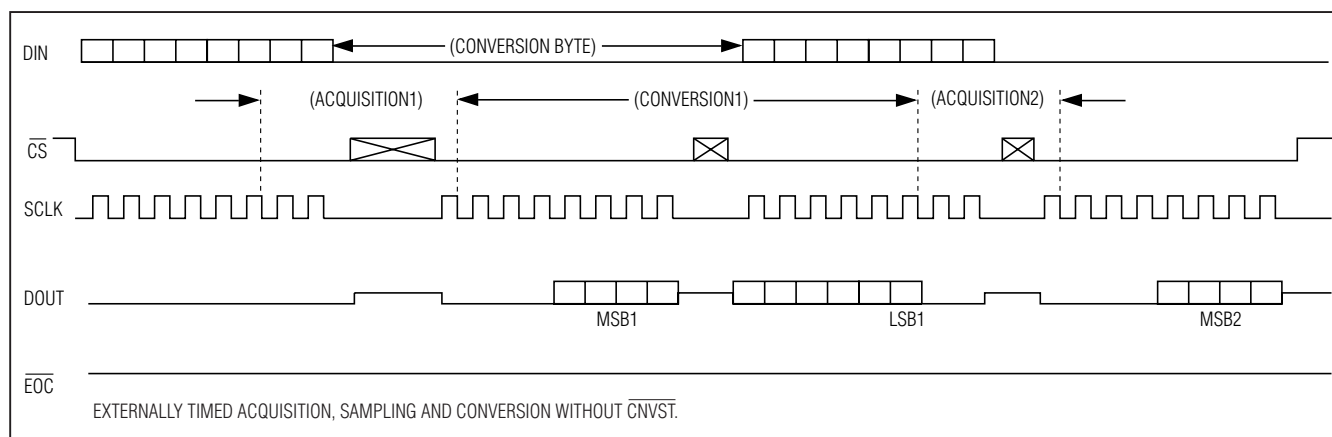 DIN
(CONVERSION BYTE)
(ACQUISITION1)
(CONVERSION1)
(ACQUISITION2)
CS
SCLK
DOUT
MSB1
LSB1
MSB2
EOC
EXTERNALLY TIMED ACQUISITION, SAMPLING AND CONVERSION WITHOUT CNVST.